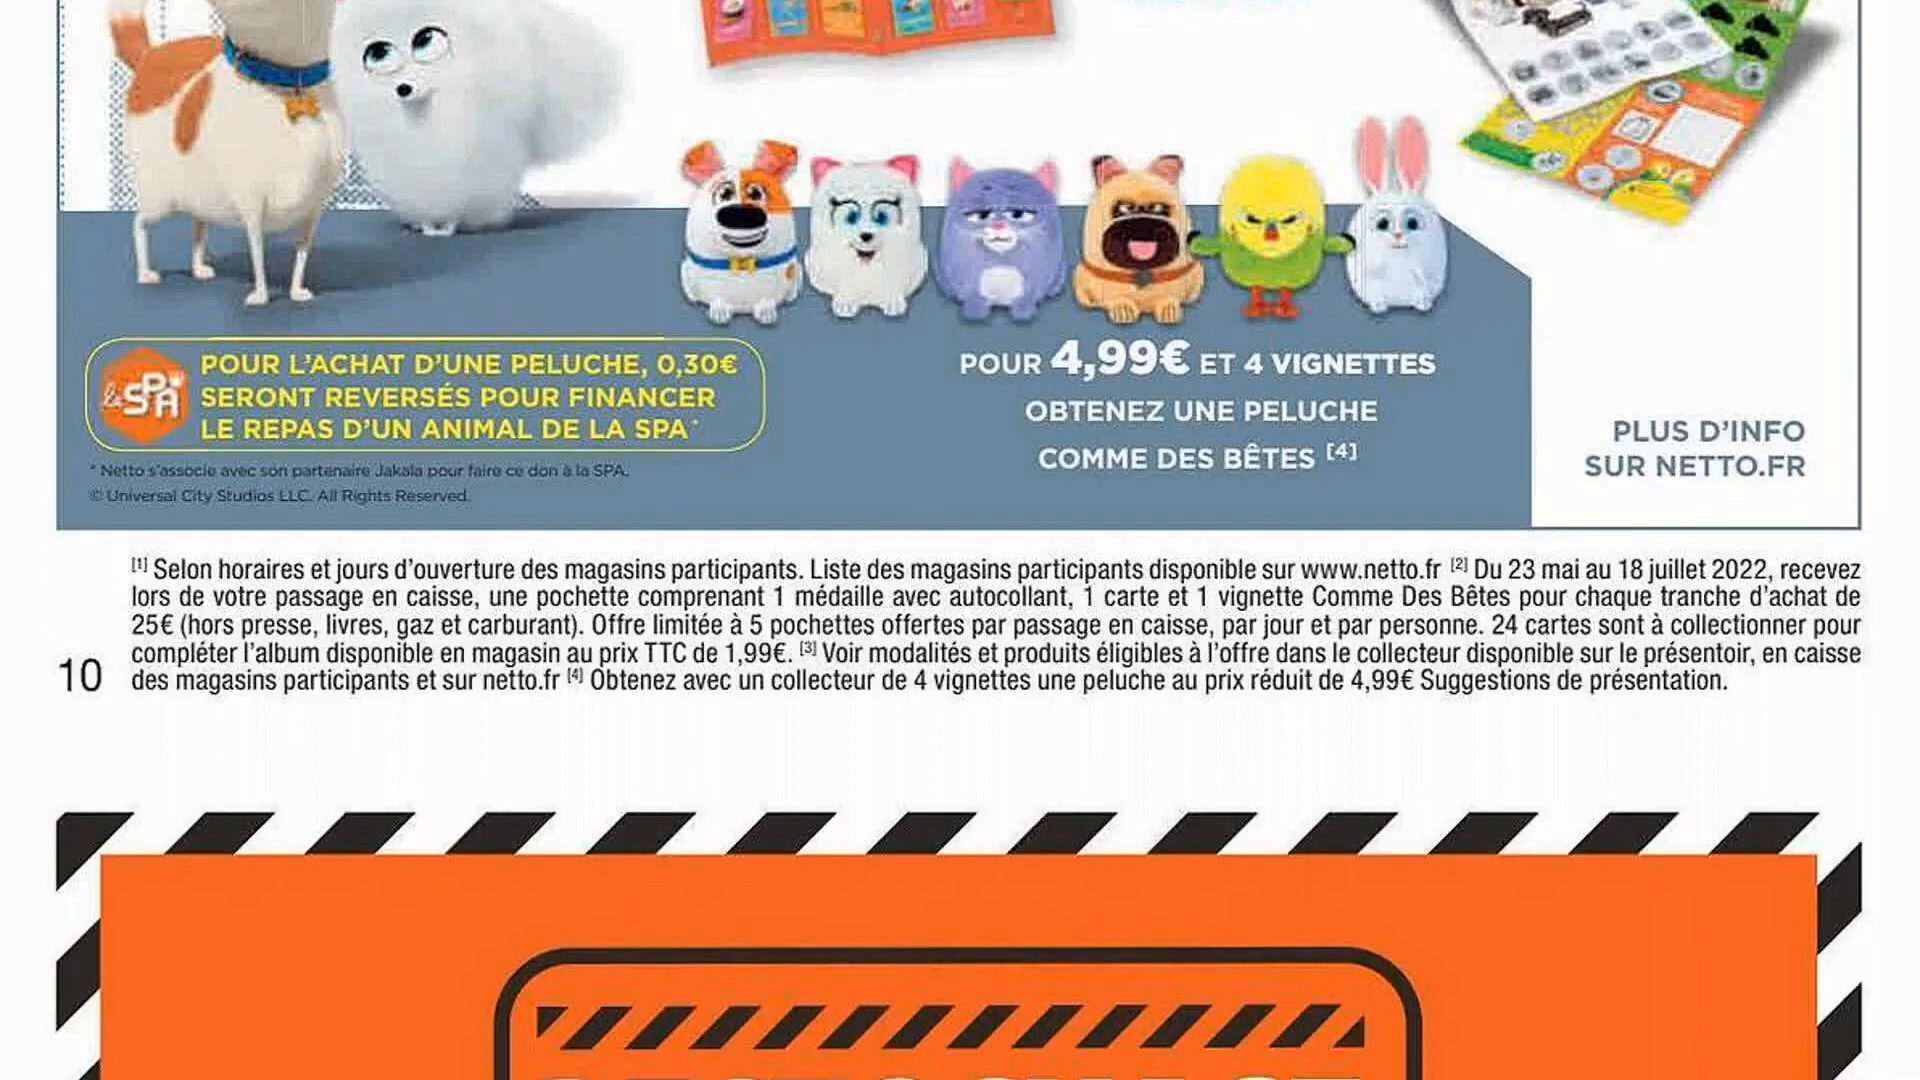 la SPA
POUR L'ACHAT D'UNE PELUCHE, 0,30€
SERONT REVERSÉS POUR FINANCER
LE REPAS D'UN ANIMAL DE LA SPA*
* Netto s'associe avec son partenaire Jakala pour faire ce don à la SPA.
© Universal City Studios LLC. All Rights Reserved.
POUR 4,99€ ET 4 VIGNETTES
OBTENEZ UNE PELUCHE
COMME DES BÊTES [4]
PLUS D'INFO
SUR NETTO.FR
[1] Selon horaires et jours d'ouverture des magasins participants. Liste des magasins participants disponible sur www.netto.fr [2] Du 23 mai au 18 juillet 2022, recevez
lors de votre passage en caisse, une pochette comprenant 1 médaille avec autocollant, 1 carte et 1 vignette Comme Des Bêtes pour chaque tranche d'achat de
25€ (hors presse, livres, gaz et carburant). Offre limitée à 5 pochettes offertes par passage en caisse, par jour et par personne. 24 cartes sont à collectionner pour
compléter l'album disponible en magasin au prix TTC de 1,99€. [3] Voir modalités et produits éligibles à l'offre dans le collecteur disponible sur le présentoir, en caisse
des magasins participants et sur netto.fr [4] Obtenez avec un collecteur de 4 vignettes une peluche au prix réduit de 4,99€ Suggestions de présentation.
10